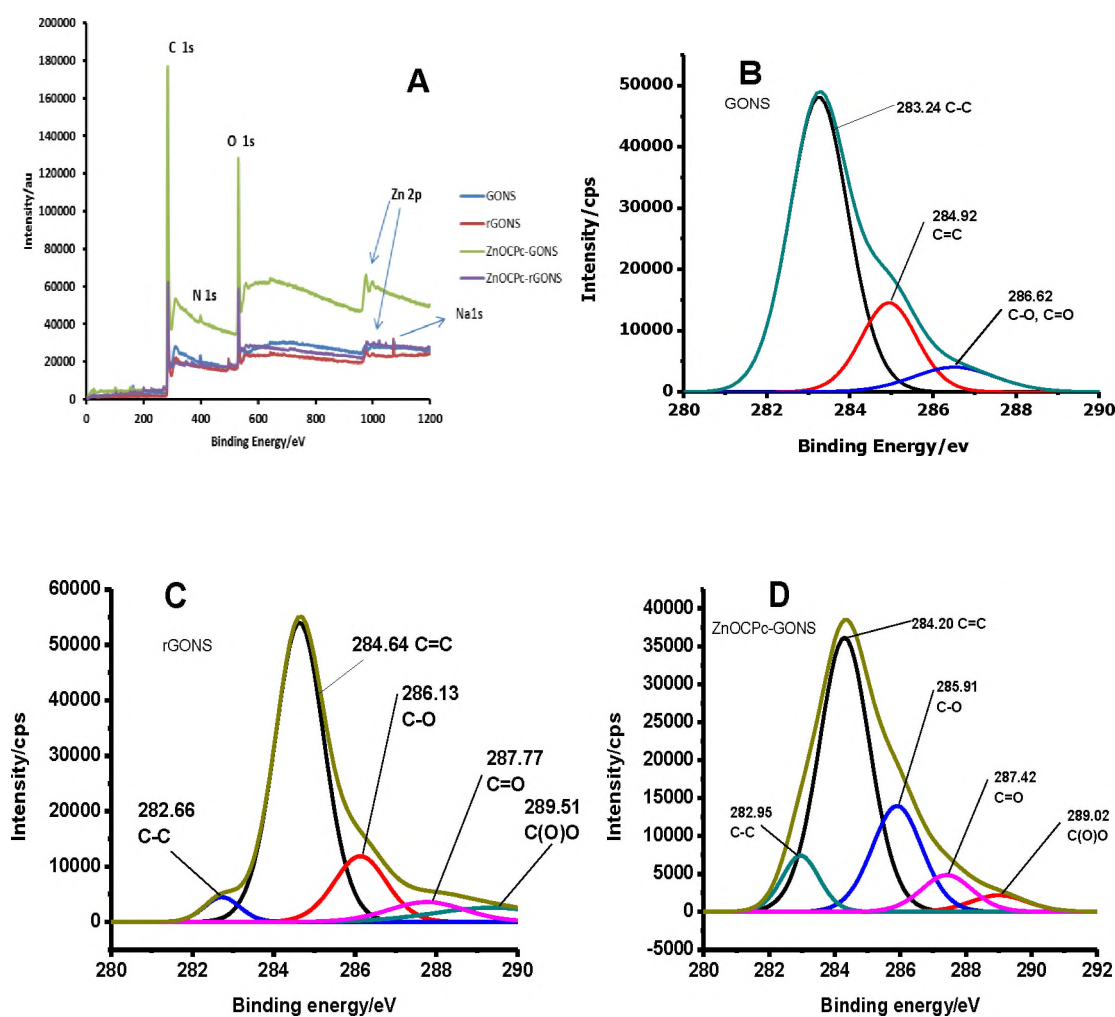 A
200000
180000
160000
140000
120000
100000
80000
60000
40000
20000
0
Intensity/au
C 1s
O 1s
N 1s
Zn 2p
Na1s
GONS
rGONS
ZnOCPc-GONS
ZnOCPc-rGONS
0 200 400 600 800 1000 1200
Binding Energy/eV
B
GONS
50000
40000
30000
20000
10000
0
Intensity/cps
283.24 C-C
284.92
C=C
286.62
C-O, C=O
280 282 284 286 288 290
Binding Energy/ev
C
rGONS
60000
50000
40000
30000
20000
10000
0
Intensity/cps
284.64 C=C
286.13
C-O
287.77
C=O
289.51
C(O)O
282.66
C-C
280 282 284 286 288 290
Binding energy/eV
D
ZnOCPc-GONS
40000
35000
30000
25000
20000
15000
10000
5000
0
-5000
Intensity/cps
284.20 C=C
285.91
C-O
287.42
C=O
289.02
C(O)O
282.95
C-C
280 282 284 286 288 290 292
Binding energy/eV